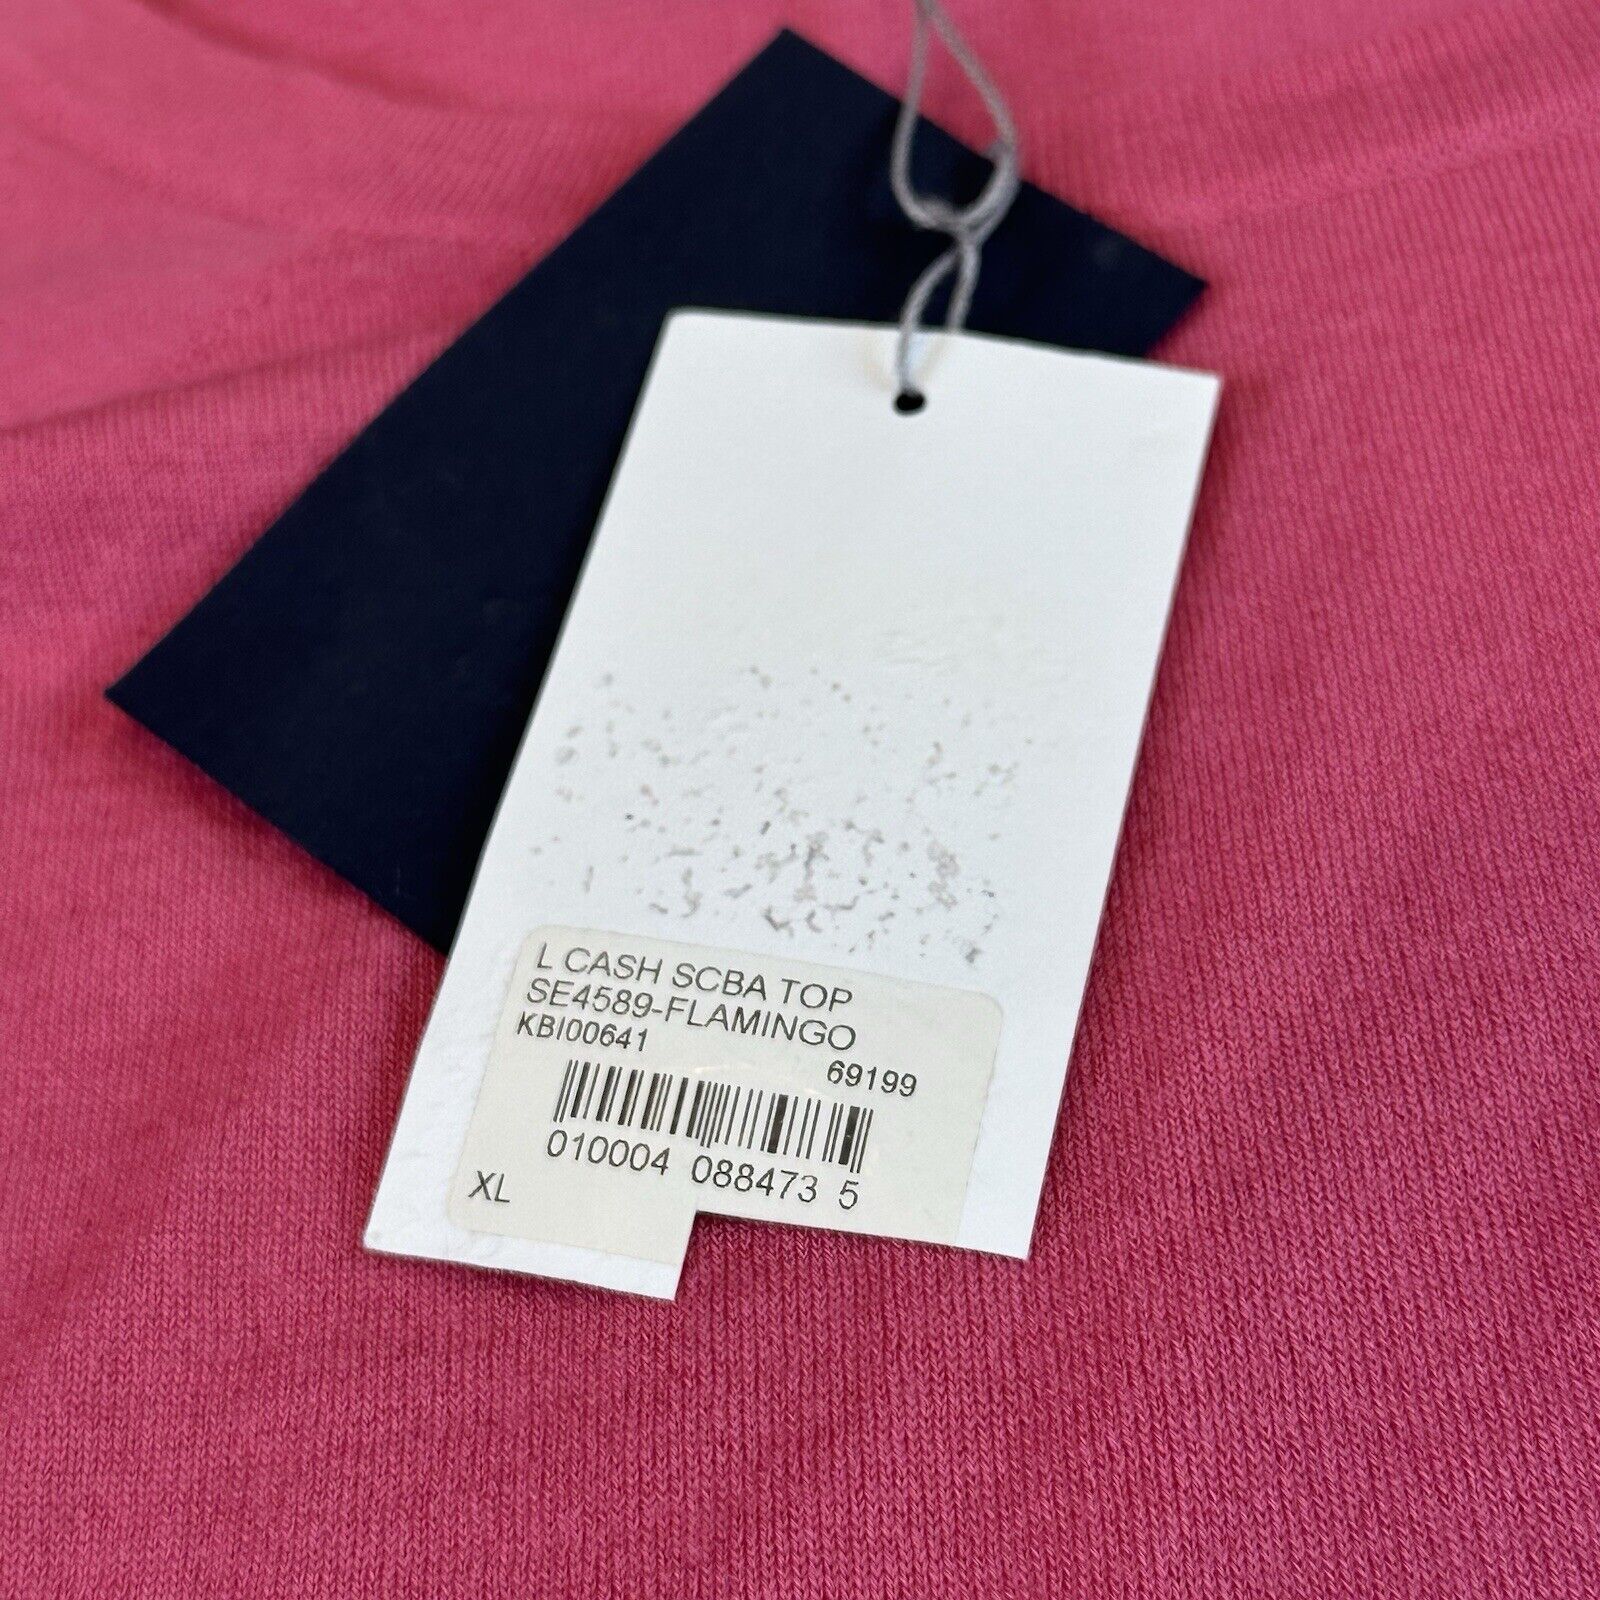 L CASH SCBA TOP
SE4589-FLAMINGO
KBI00641
69199
010004 088473 5
XL